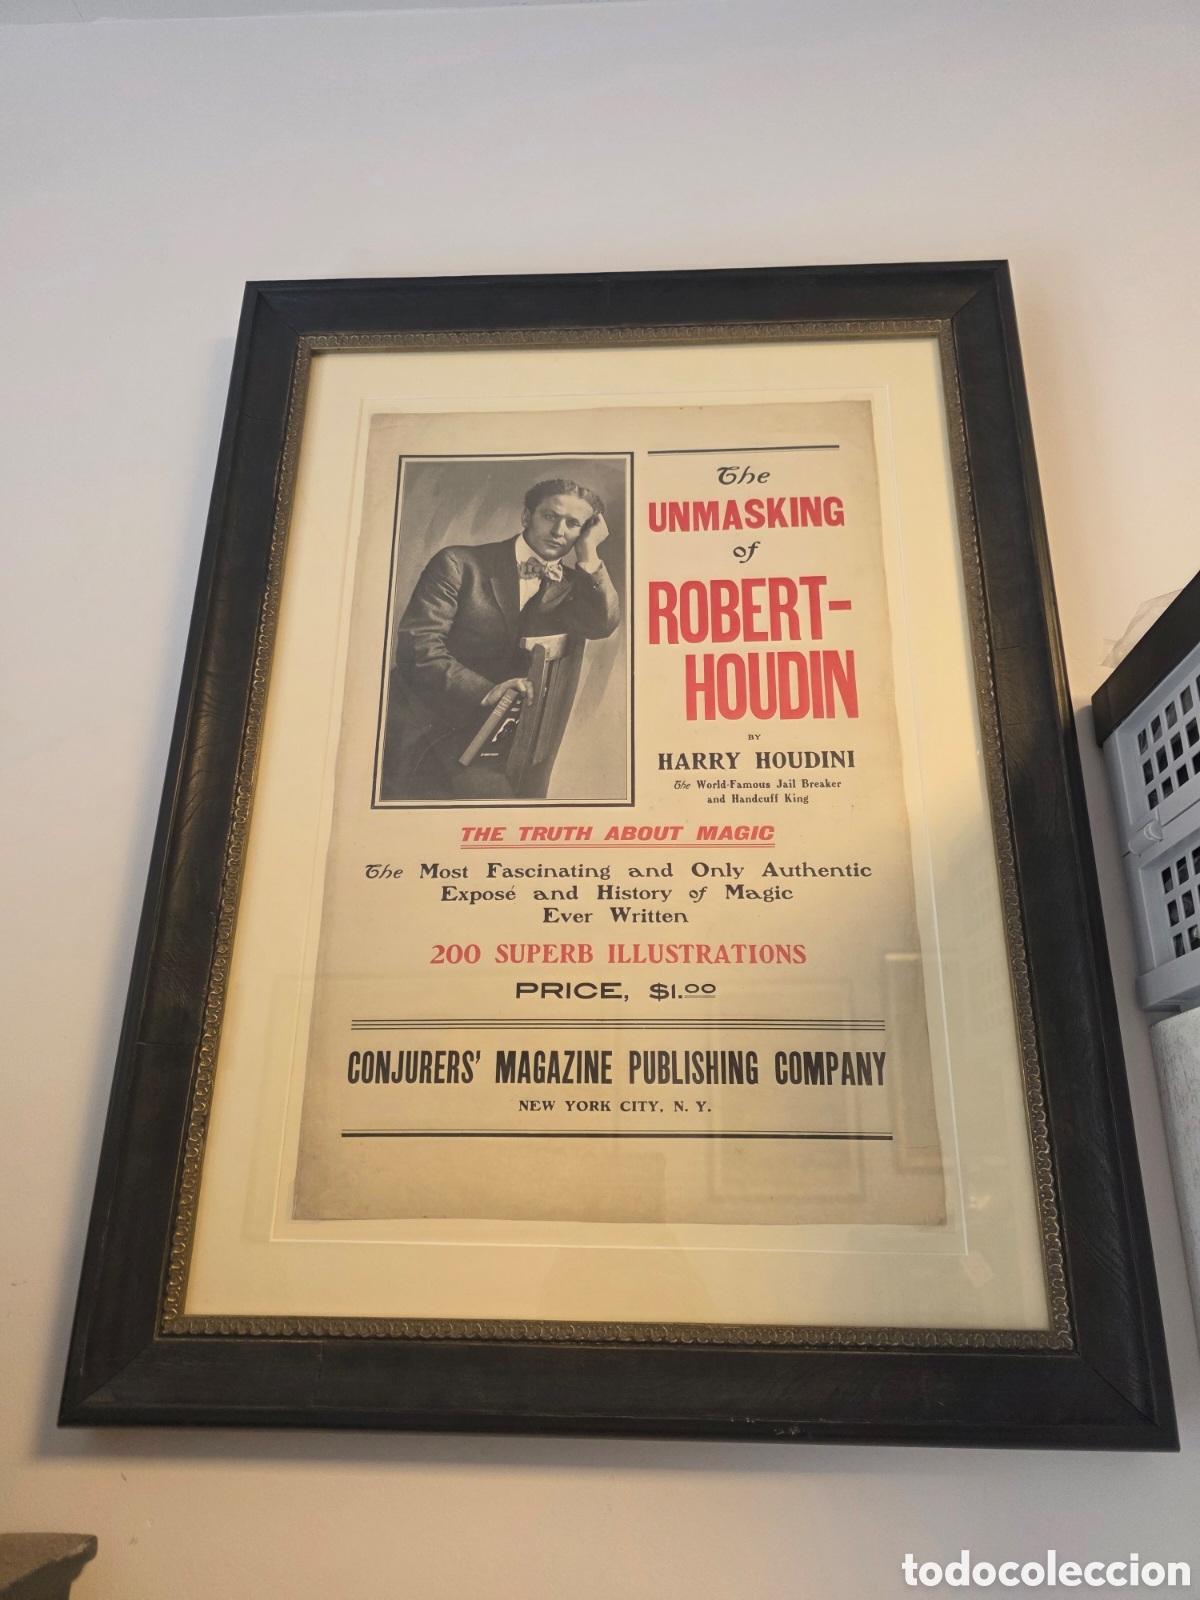 The
UNMASKING
of
ROBERT-
HOUDIN
BY
HARRY HOUDINI
The World-Famous Jail Breaker
and Handcuff King
THE TRUTH ABOUT MAGIC
The Most Fascinating and Only Authentic
Exposé and History of Magic
Ever Written
200 SUPERB ILLUSTRATIONS
PRICE, $1.00
CONJURERS' MAGAZINE PUBLISHING COMPANY
NEW YORK CITY, N. Y.
todocoleccion